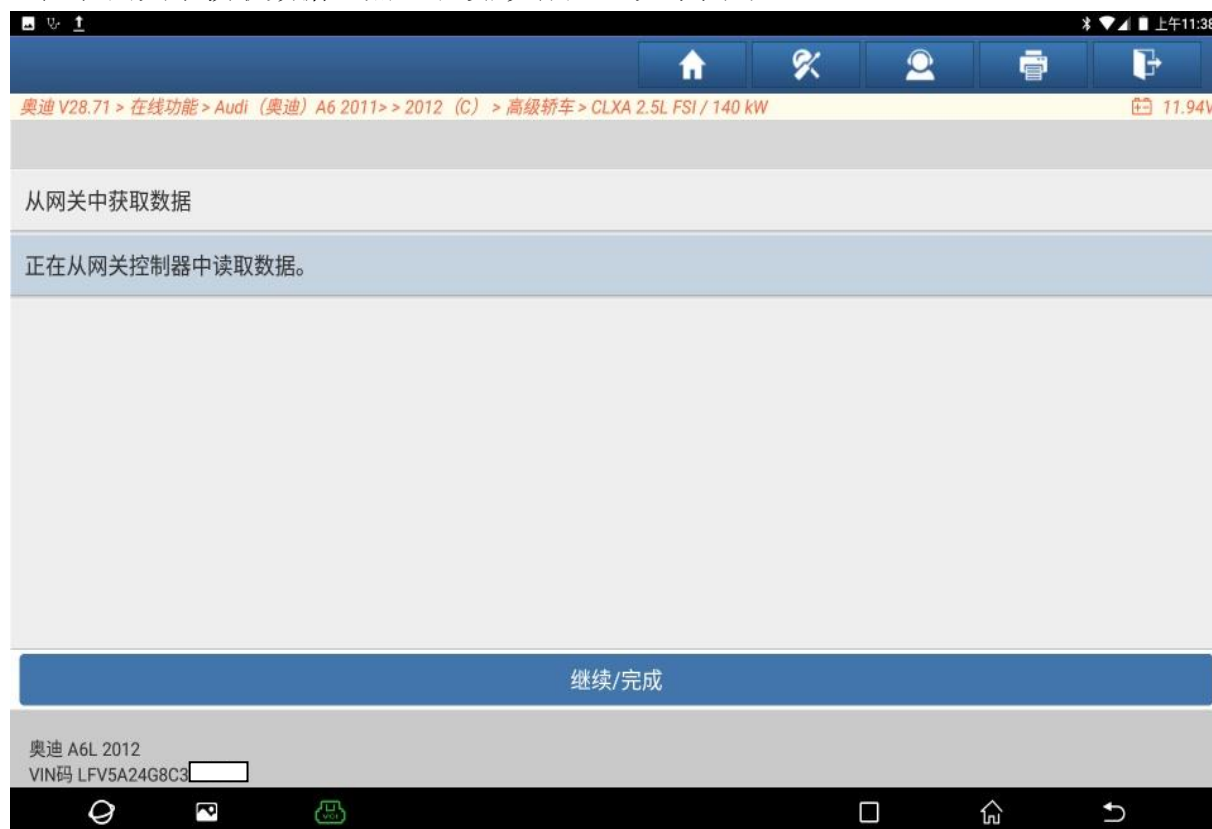 上午11:38
奥迪 V28.71 > 在线功能 > Audi（奥迪）A6 2011> > 2012（C） > 高级轿车 > CLXA 2.5L FSI / 140 kW
11.94V
从网关中获取数据
正在从网关控制器中读取数据。
继续/完成
奥迪 A6L 2012
VIN码 LFV5A24G8C3
VCI